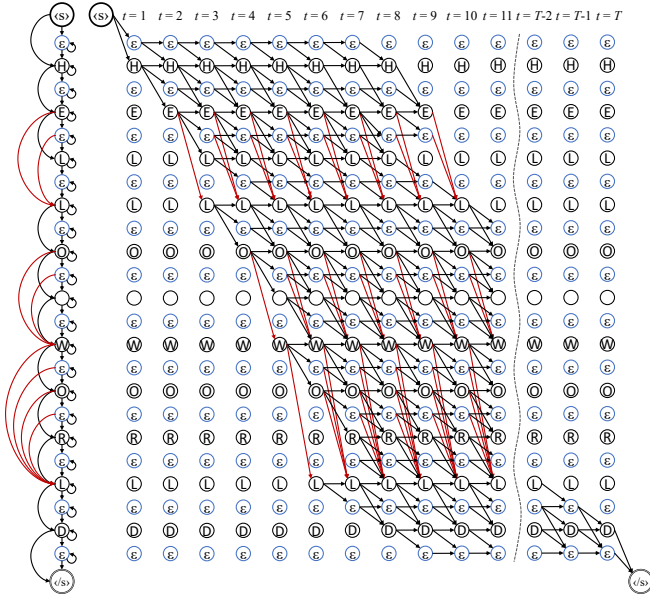 ⟨s⟩ ⟨s⟩ t = 1 t = 2 t = 3 t = 4 t = 5 t = 6 t = 7 t = 8 t = 9 t = 10 t = 11 t = T-2 t = T-1 t = T
ε ε ε ε ε ε ε ε ε ε ε ε ε ε ε
H H H H H H H H H H H H H H H
ε ε ε ε ε ε ε ε ε ε ε ε ε ε ε
E E E E E E E E E E E E E E E
ε ε ε ε ε ε ε ε ε ε ε ε ε ε ε
L L L L L L L L L L L L L L L
ε ε ε ε ε ε ε ε ε ε ε ε ε ε ε
L L L L L L L L L L L L L L L
ε ε ε ε ε ε ε ε ε ε ε ε ε ε ε
O O O O O O O O O O O O O O O
ε ε ε ε ε ε ε ε ε ε ε ε ε ε ε
ε ε ε ε ε ε ε ε ε ε ε ε ε ε ε
W W W W W W W W W W W W W W W
ε ε ε ε ε ε ε ε ε ε ε ε ε ε ε
O O O O O O O O O O O O O O O
ε ε ε ε ε ε ε ε ε ε ε ε ε ε ε
R R R R R R R R R R R R R R R
ε ε ε ε ε ε ε ε ε ε ε ε ε ε ε
L L L L L L L L L L L L L L L
ε ε ε ε ε ε ε ε ε ε ε ε ε ε ε
D D D D D D D D D D D D D D D
ε ε ε ε ε ε ε ε ε ε ε ε ε ε ε
⟨/s⟩ ⟨/s⟩